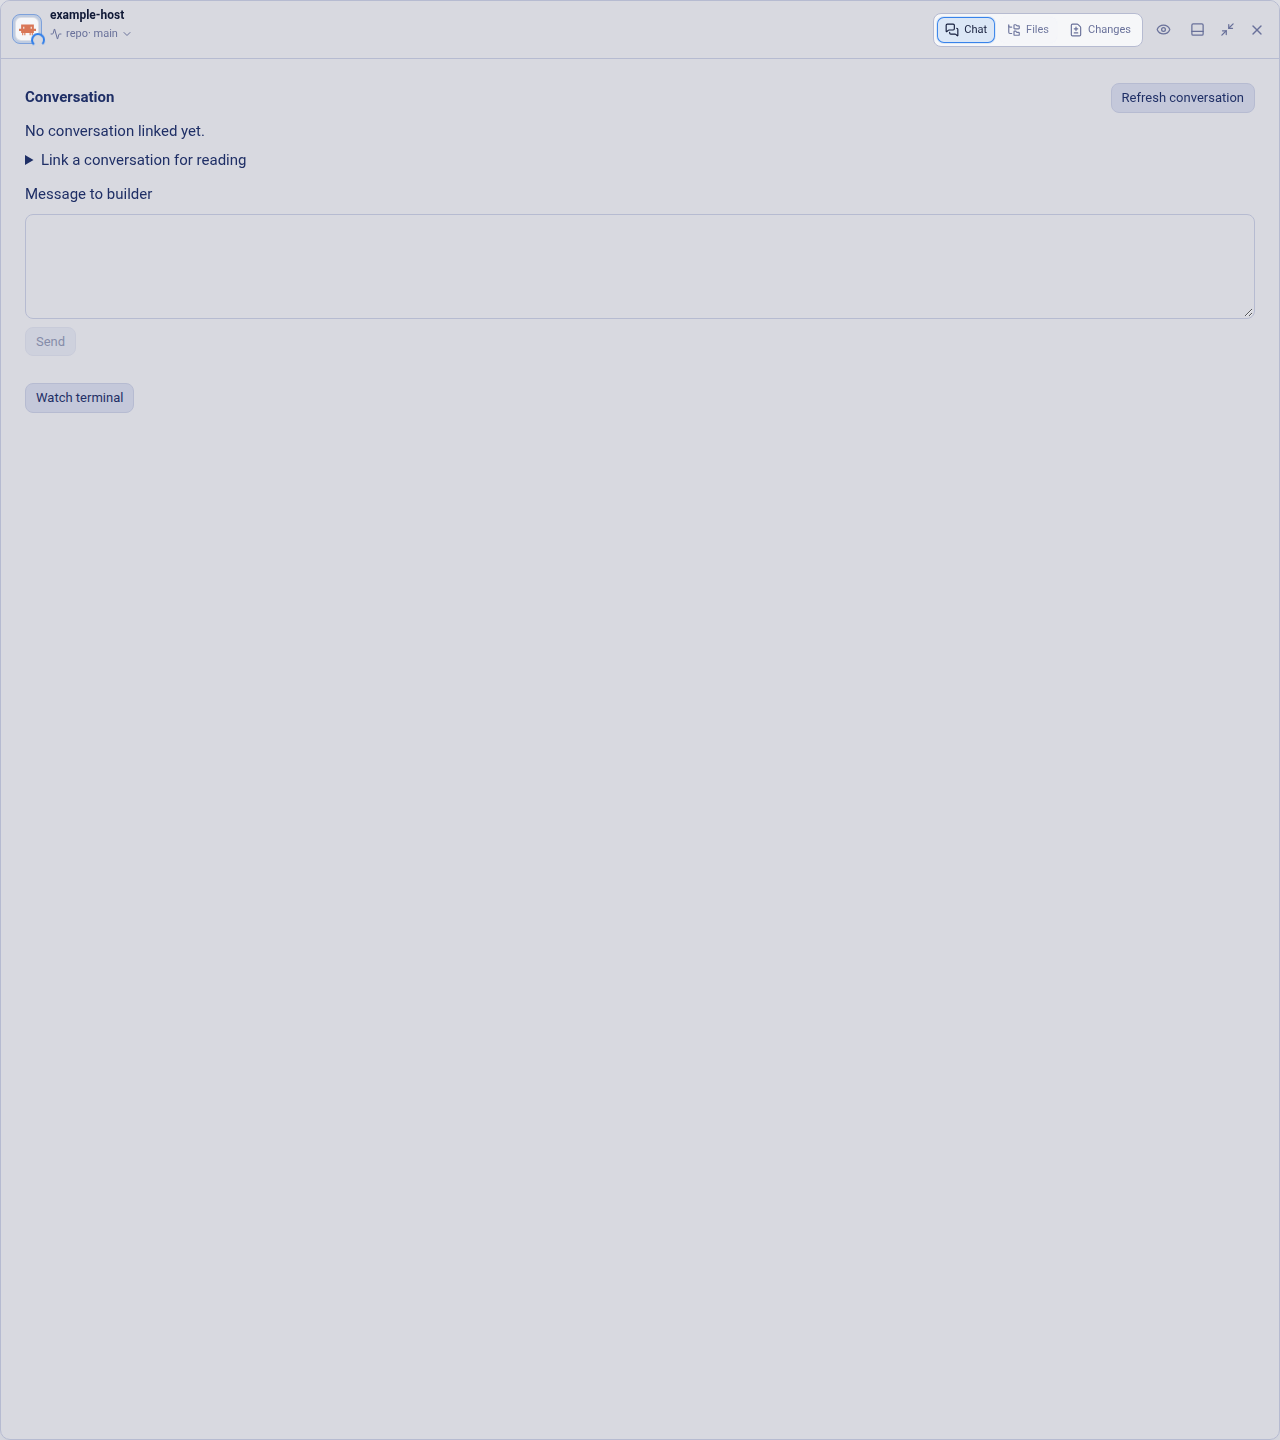 example-host
repo· main
Chat
Files
Changes
Conversation
Refresh conversation
No conversation linked yet.
Link a conversation for reading
Message to builder
Send
Watch terminal